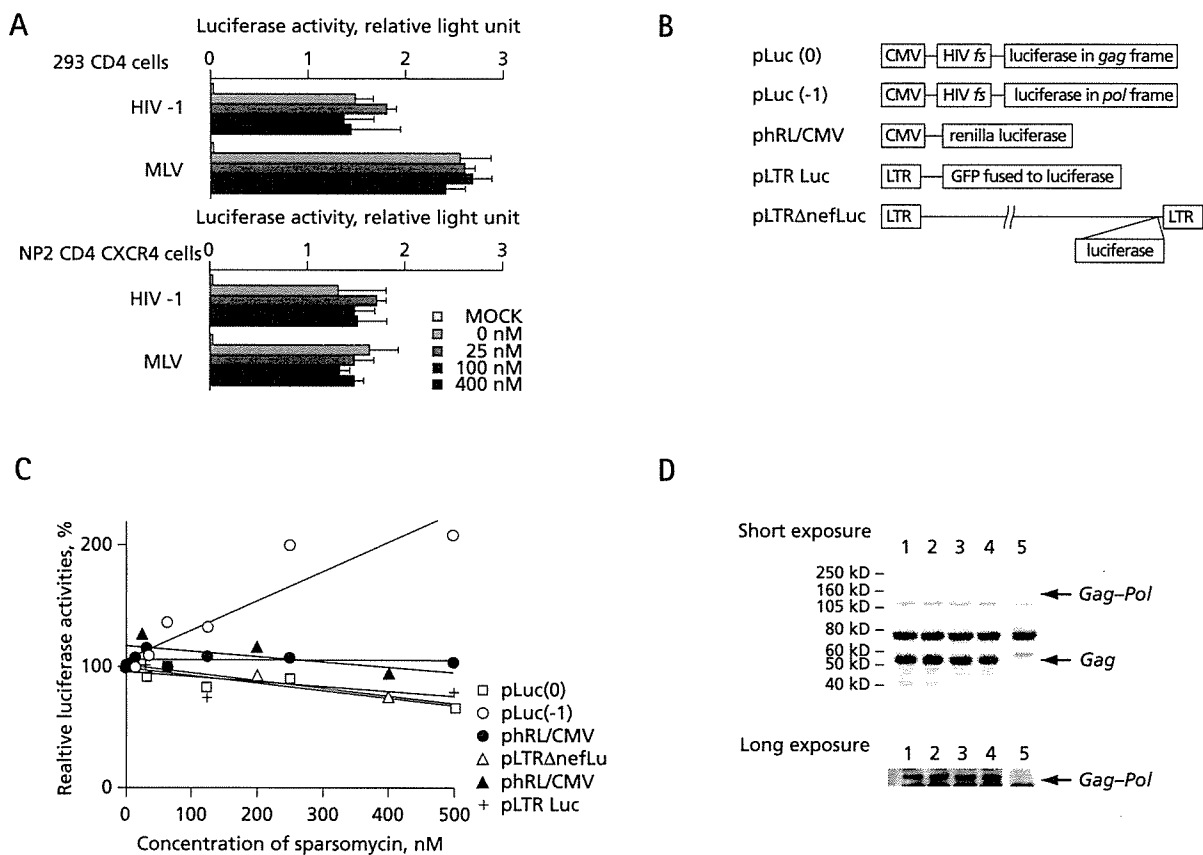 A
Luciferase activity, relative light unit
0 1 2 3
293 CD4 cells
HIV -1
MLV
Luciferase activity, relative light unit
0 1 2 3
NP2 CD4 CXCR4 cells
HIV -1
MLV
MOCK
0 nM
25 nM
100 nM
400 nM
B
pLuc (0) CMV HIV fs luciferase in gag frame
pLuc (-1) CMV HIV fs luciferase in pol frame
phRL/CMV CMV renilla luciferase
pLTR Luc LTR GFP fused to luciferase
pLTRΔnefLuc LTR // LTR
luciferase
C
Realtive luciferase activities, %
200
100
0
0 100 200 300 400 500
Concentration of sparsomycin, nM
pLuc(0)
pLuc(-1)
phRL/CMV
pLTRΔnefLu
phRL/CMV
pLTR Luc
D
Short exposure
1 2 3 4 5
250 kD
160 kD
105 kD
80 kD
60 kD
50 kD
40 kD
Gag–Pol
Gag
Long exposure
1 2 3 4 5
Gag–Pol